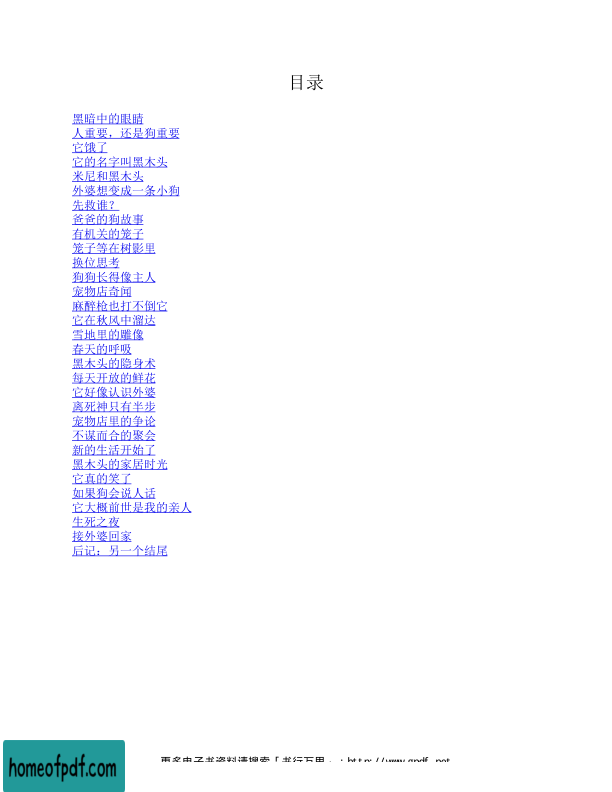 目录
黑暗中的眼睛
人重要，还是狗重要
它饿了
它的名字叫黑木头
米尼和黑木头
外婆想变成一条小狗
先救谁？
爸爸的狗故事
有机关的笼子
笼子等在树影里
换位思考
狗狗长得像主人
宠物店奇闻
麻醉枪也打不倒它
它在秋风中溜达
雪地里的雕像
春天的呼吸
黑木头的隐身术
每天开放的鲜花
它好像认识外婆
离死神只有半步
宠物店里的争论
不谋而合的聚会
新的生活开始了
黑木头的家居时光
它真的笑了
如果狗会说人话
它大概前世是我的亲人
生死之夜
接外婆回家
后记：另一个结尾
更多电子书资料请搜索「书行万里」：http://www.gpdf.net
homeofpdf.com